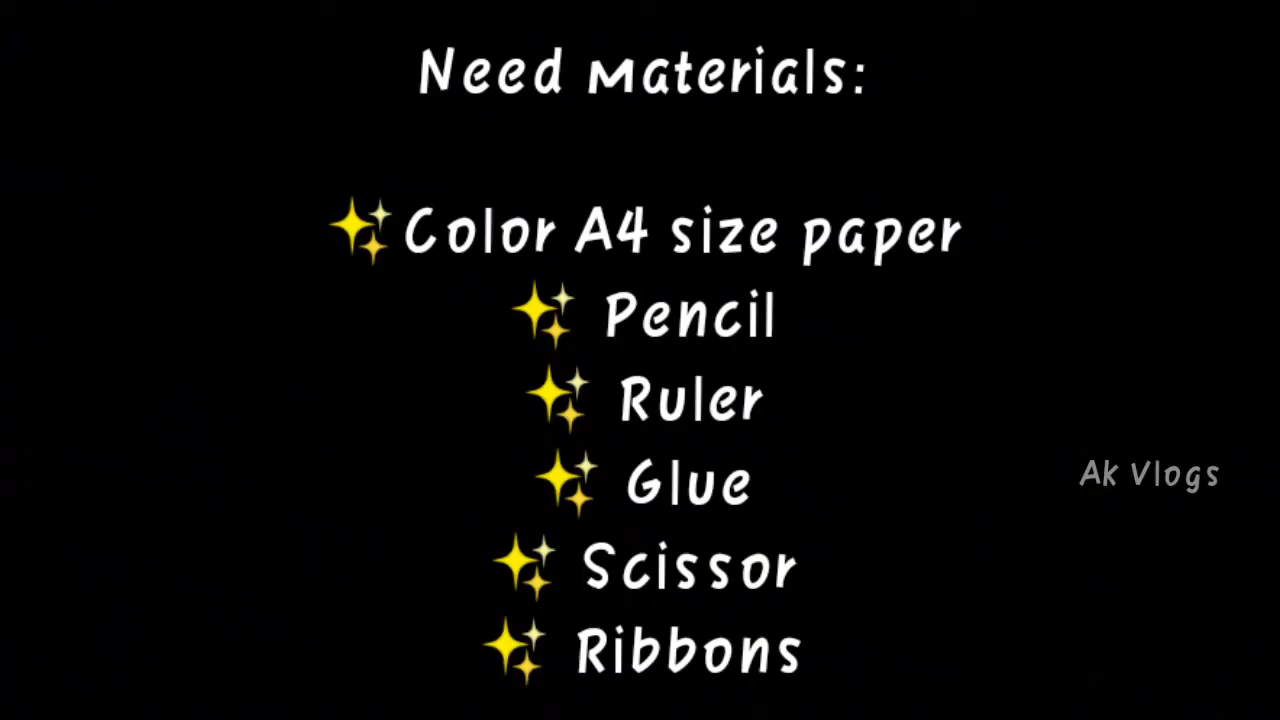 Need Materials:
✨Color A4 size paper
✨ Pencil
✨ Ruler
✨ Glue
✨ Scissor
✨ Ribbons
Ak Vlogs